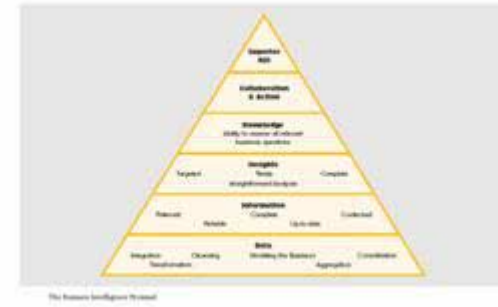 Superior
ROI
Collaboration
& Action
Knowledge
Ability to answer all relevant
business questions
Insights
Targeted Timely Complete
Straightforward Analysis
Information
Relevant Complete Contextual
Reliable Up-to-date
Data
Integration Cleansing Modeling the Business Consolidation
Transformation Aggregation
The Business Intelligence Pyramid